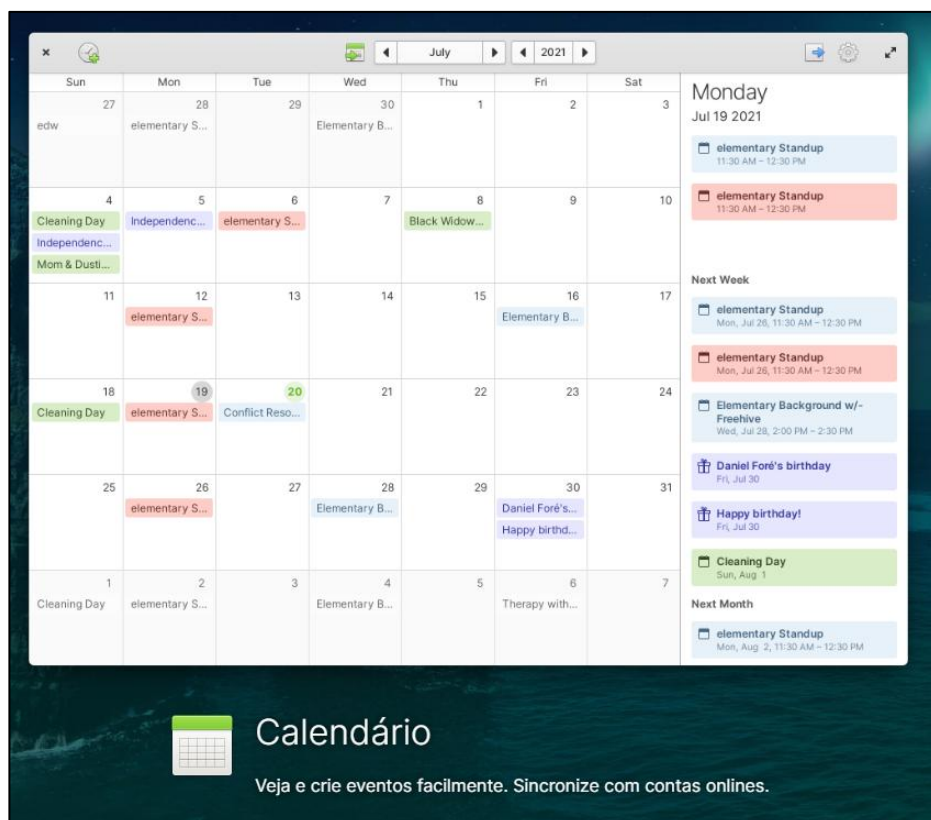 July
2021
Sun Mon Tue Wed Thu Fri Sat
27 28 29 30 1 2 3
edw elementary S... Elementary B...
4 5 6 7 8 9 10
Cleaning Day Independenc... elementary S... Black Widow...
Independenc...
Mom & Dusti...
11 12 13 14 15 16 17
elementary S... Elementary B...
18 19 20 21 22 23 24
Cleaning Day elementary S... Conflict Reso...
25 26 27 28 29 30 31
elementary S... Elementary B... Daniel Foré's...
Happy birthd...
1 2 3 4 5 6 7
Cleaning Day elementary S... Elementary B... Therapy with...
Monday
Jul 19 2021
elementary Standup
11:30 AM – 12:30 PM
elementary Standup
11:30 AM – 12:30 PM
Next Week
elementary Standup
Mon, Jul 26, 11:30 AM – 12:30 PM
elementary Standup
Mon, Jul 26, 11:30 AM – 12:30 PM
Elementary Background w/-
Freehive
Wed, Jul 28, 2:00 PM – 2:30 PM
Daniel Foré's birthday
Fri, Jul 30
Happy birthday!
Fri, Jul 30
Cleaning Day
Sun, Aug 1
Next Month
elementary Standup
Mon, Aug 2, 11:30 AM – 12:30 PM
Calendário
Veja e crie eventos facilmente. Sincronize com contas onlines.